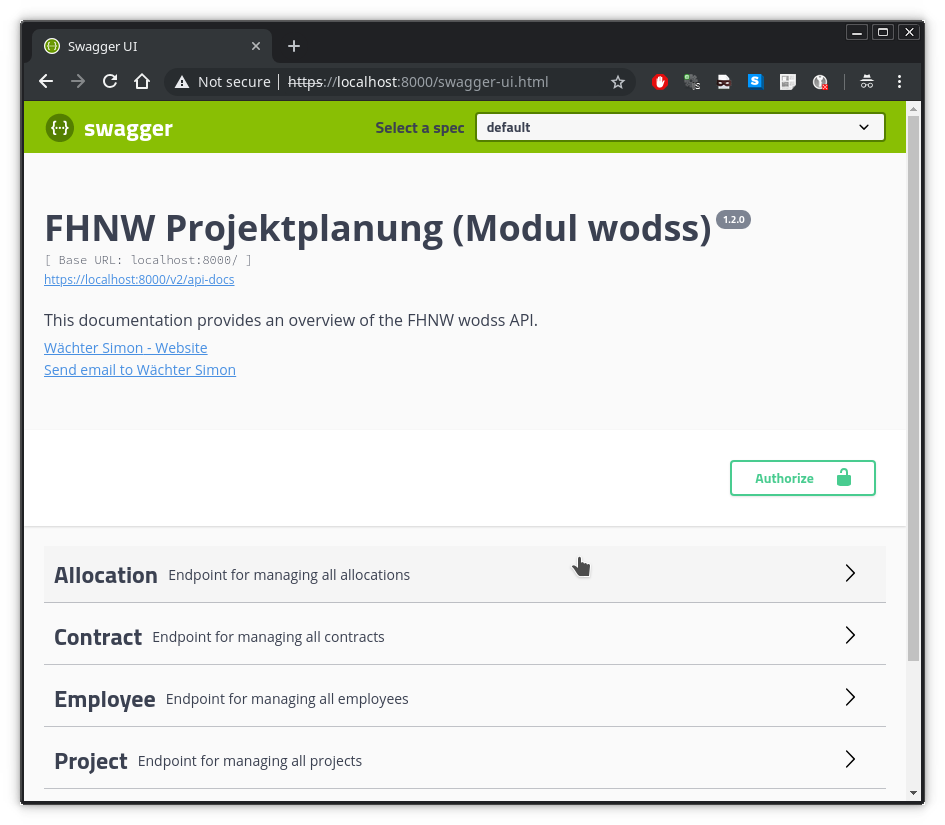 Swagger UI
Not secure | https://localhost:8000/swagger-ui.html
swagger
Select a spec
default
FHNW Projektplanung (Modul wodss) 1.2.0
[ Base URL: localhost:8000/ ]
https://localhost:8000/v2/api-docs
This documentation provides an overview of the FHNW wodss API.
Wächter Simon - Website
Send email to Wächter Simon
Authorize
Allocation Endpoint for managing all allocations
Contract Endpoint for managing all contracts
Employee Endpoint for managing all employees
Project Endpoint for managing all projects